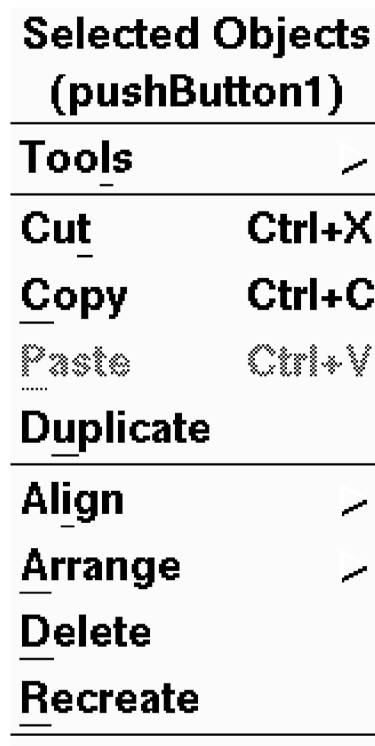 Selected Objects
(pushButton1)
Tools
Cut Ctrl+X
Copy Ctrl+C
Paste Ctrl+V
Duplicate
Align
Arrange
Delete
Recreate